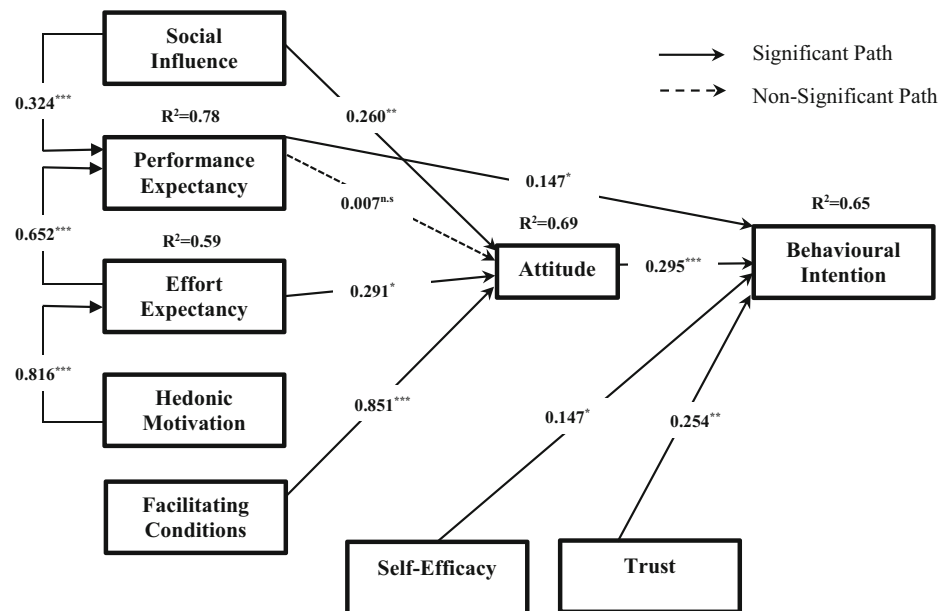 Social
Influence
Significant Path
Non-Significant Path
0.324***
R²=0.78
0.260**
Performance
Expectancy
0.147*
0.007n.s
R²=0.69
R²=0.65
0.652***
R²=0.59
Effort
Expectancy
0.291*
Attitude
0.295***
Behavioural
Intention
0.816***
Hedonic
Motivation
0.851***
0.147*
0.254**
Facilitating
Conditions
Self-Efficacy
Trust